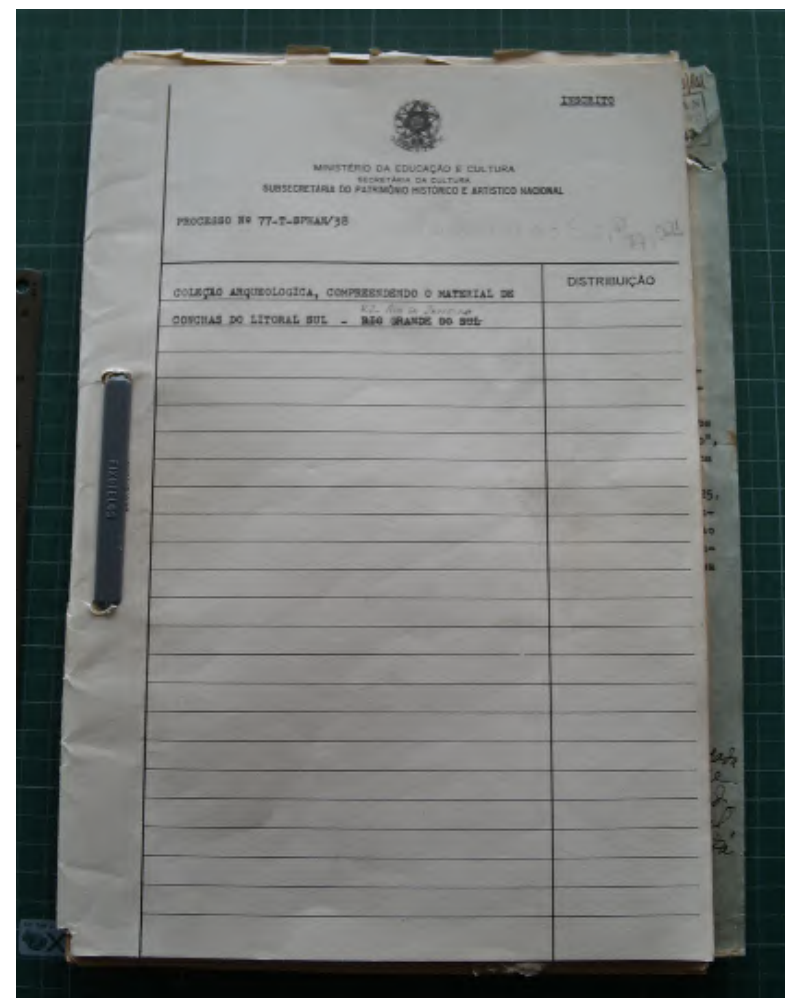 INSCRITO
MINISTÉRIO DA EDUCAÇÃO E CULTURA
SECRETARIA DA CULTURA
SUBSECRETARIA DO PATRIMÔNIO HISTÓRICO E ARTÍSTICO NACIONAL
PROCESSO Nº 77-T-SPHAN/38
DISTRIBUIÇÃO
COLEÇÃO ARQUEOLOGICA, COMPREENDENDO O MATERIAL DE
CONCHAS DO LITORAL SUL - RIO GRANDE DO SUL